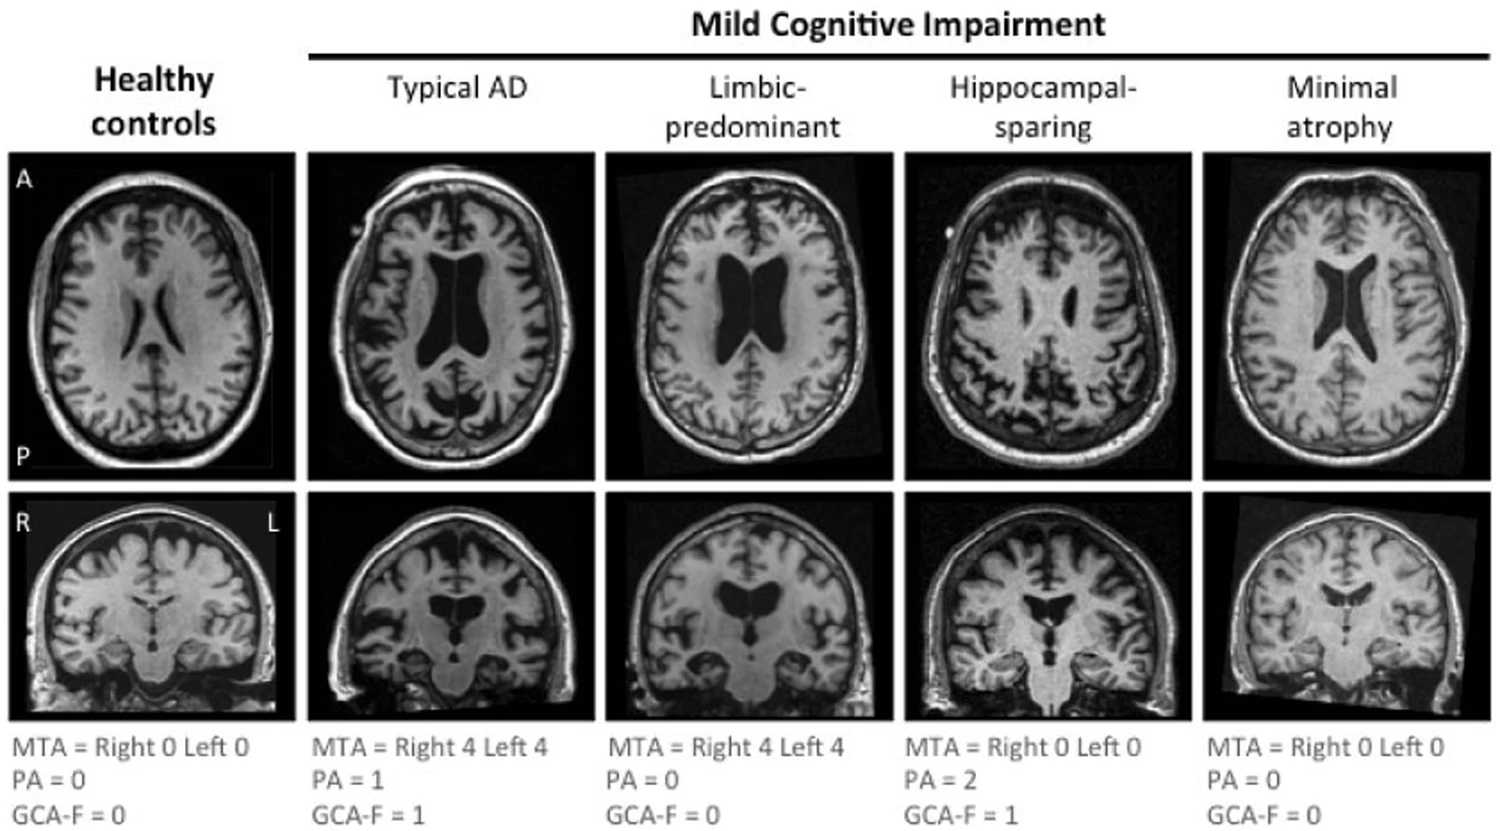 Mild Cognitive Impairment
Healthy
controls
Typical AD
Limbic-
predominant
Hippocampal-
sparing
Minimal
atrophy
A
P
R
L
MTA = Right 0 Left 0
PA = 0
GCA-F = 0
MTA = Right 4 Left 4
PA = 1
GCA-F = 1
MTA = Right 4 Left 4
PA = 0
GCA-F = 0
MTA = Right 0 Left 0
PA = 2
GCA-F = 1
MTA = Right 0 Left 0
PA = 0
GCA-F = 0